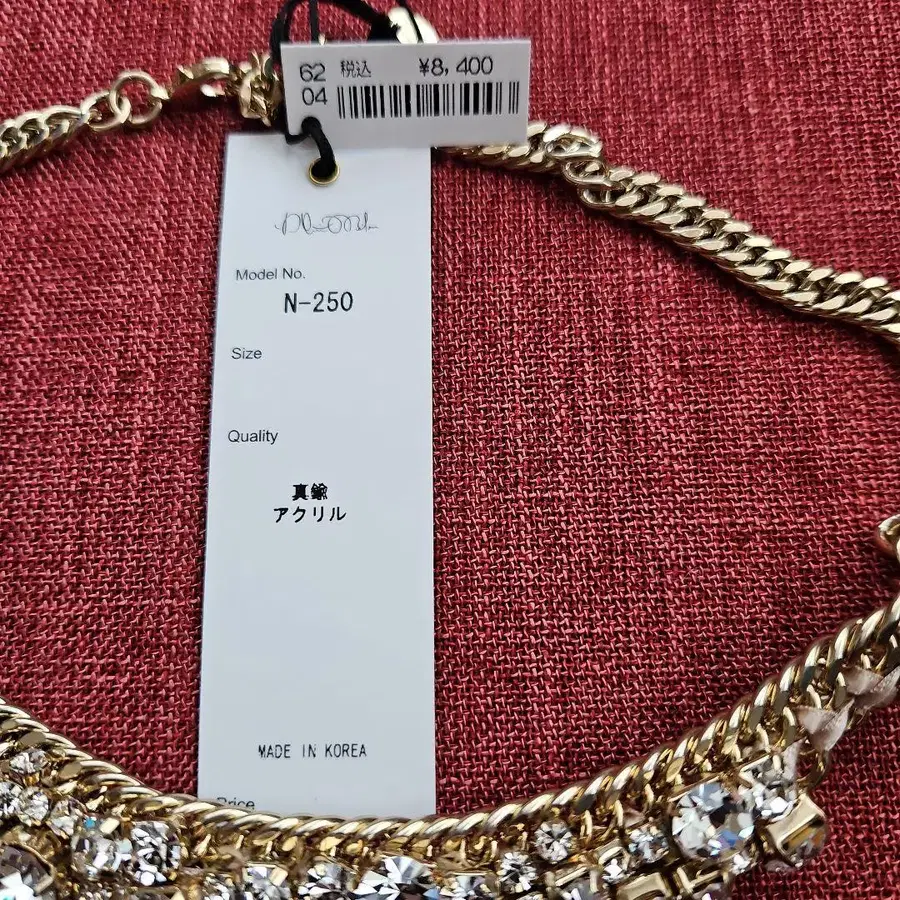 62 税込 ¥8,400
04
Model No.
N-250
Size
Quality
真鍮
アクリル
MADE IN KOREA
Price